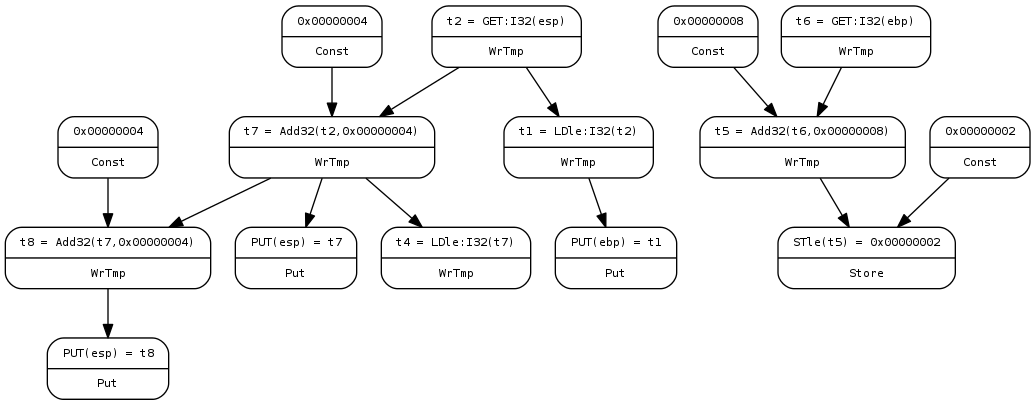 0x00000004
Const
t2 = GET:I32(esp)
WrTmp
0x00000008
Const
t6 = GET:I32(ebp)
WrTmp
0x00000004
Const
t7 = Add32(t2,0x00000004)
WrTmp
t1 = LDle:I32(t2)
WrTmp
t5 = Add32(t6,0x00000008)
WrTmp
0x00000002
Const
t8 = Add32(t7,0x00000004)
WrTmp
PUT(esp) = t7
Put
t4 = LDle:I32(t7)
WrTmp
PUT(ebp) = t1
Put
STle(t5) = 0x00000002
Store
PUT(esp) = t8
Put